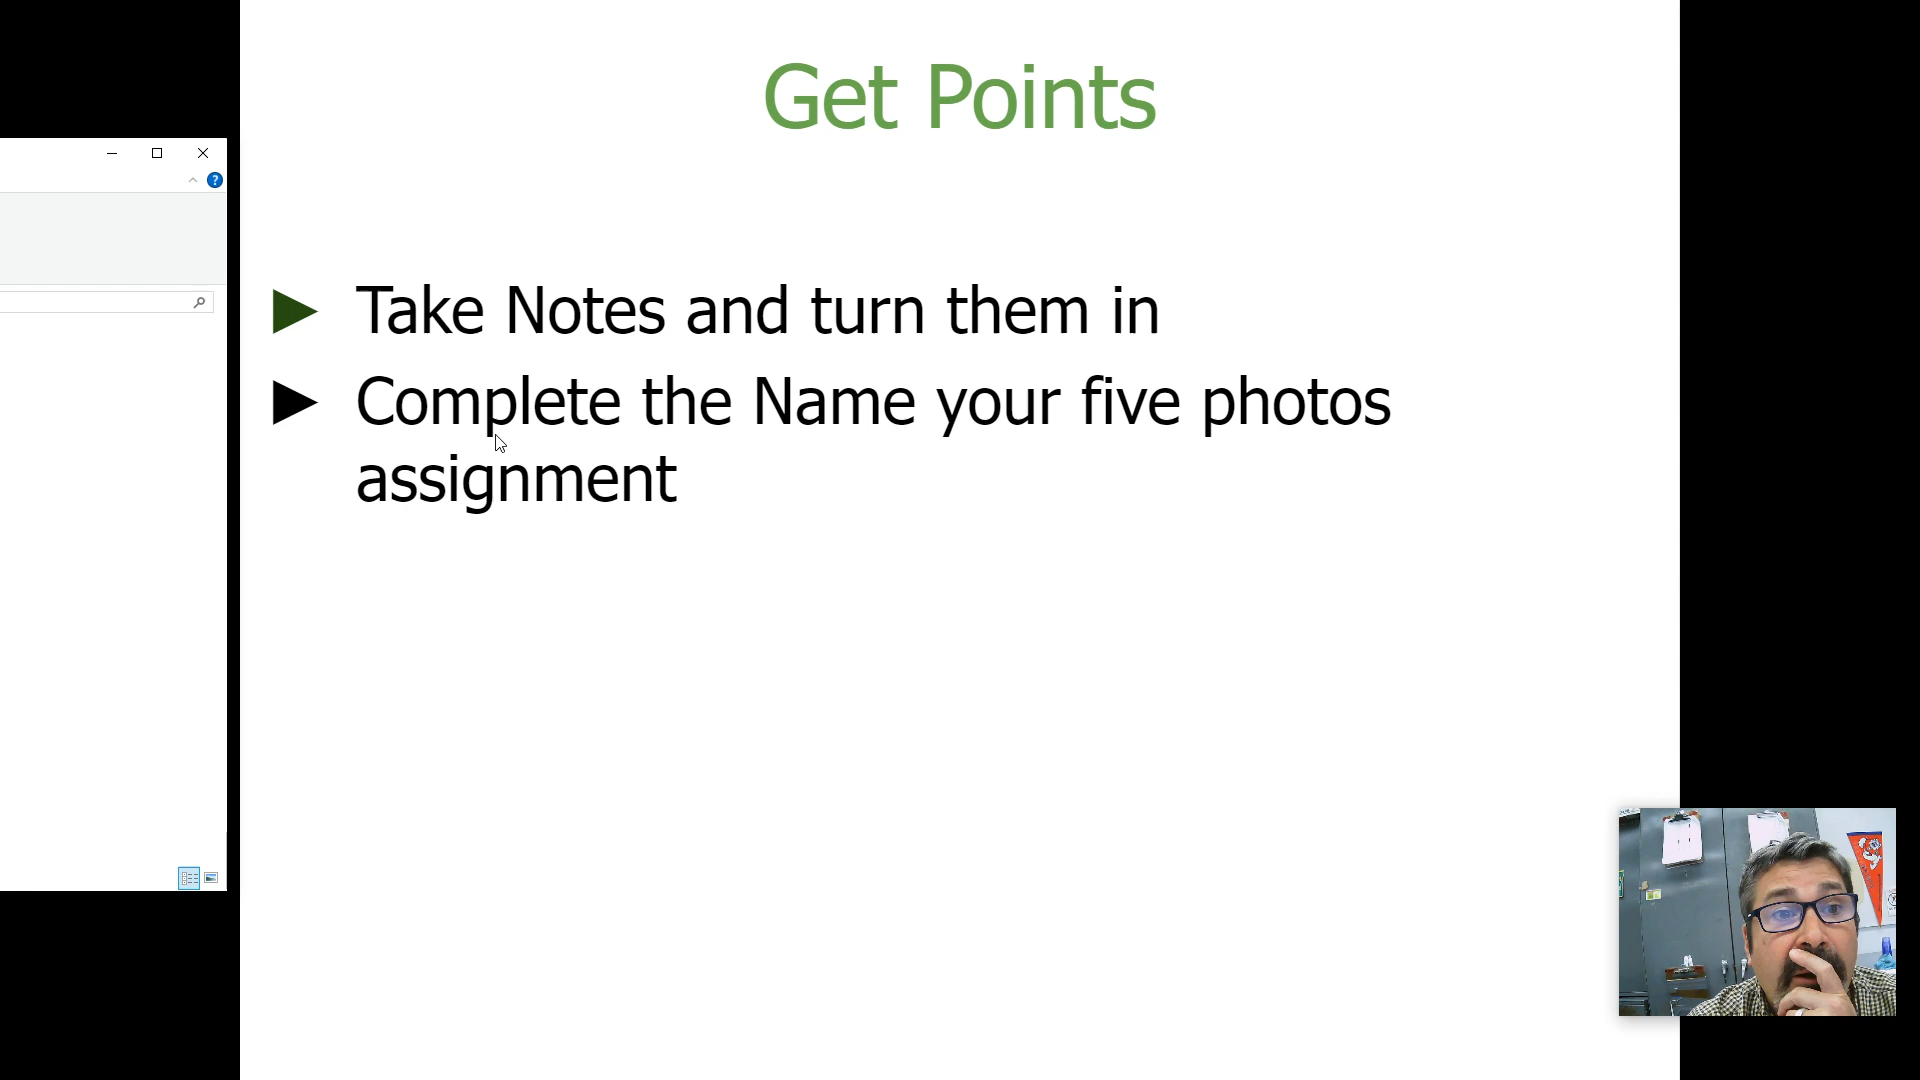 Get Points
Take Notes and turn them in
Complete the Name your five photos
assignment